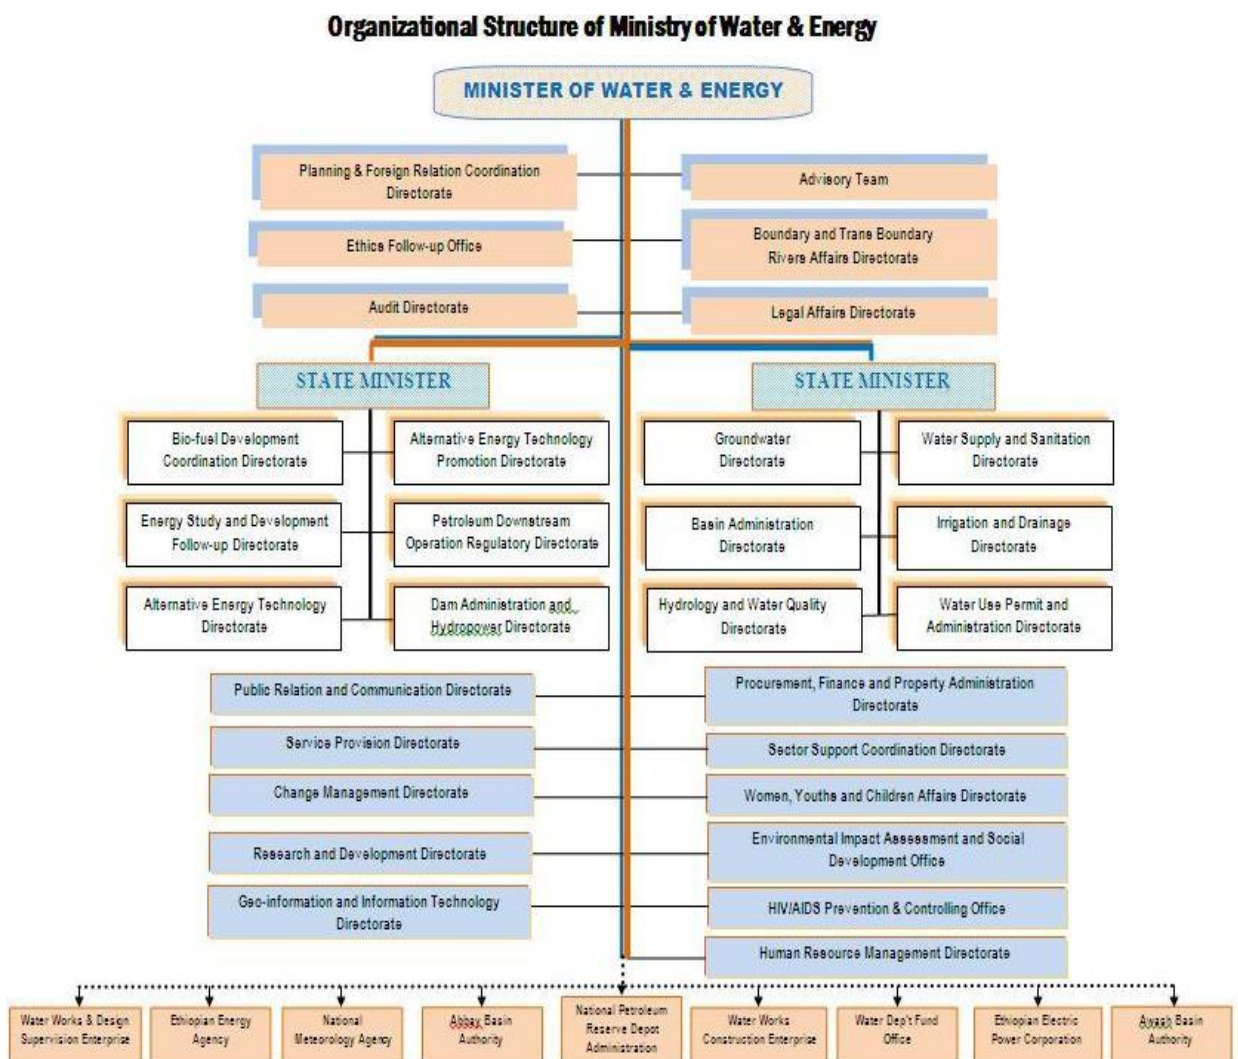 Organizational Structure of Ministry of Water & Energy
MINISTER OF WATER & ENERGY
Planning & Foreign Relation Coordination
Directorate
Advisory Team
Ethics Follow-up Office
Boundary and Trans Boundary
Rivers Affairs Directorate
Audit Directorate
Legal Affairs Directorate
STATE MINISTER
STATE MINISTER
Bio-fuel Development
Coordination Directorate
Alternative Energy Technology
Promotion Directorate
Groundwater
Directorate
Water Supply and Sanitation
Directorate
Energy Study and Development
Follow-up Directorate
Petroleum Downstream
Operation Regulatory Directorate
Basin Administration
Directorate
Irrigation and Drainage
Directorate
Alternative Energy Technology
Directorate
Dam Administration and
Hydropower Directorate
Hydrology and Water Quality
Directorate
Water Use Permit and
Administration Directorate
Public Relation and Communication Directorate
Procurement, Finance and Property Administration
Directorate
Service Provision Directorate
Sector Support Coordination Directorate
Change Management Directorate
Women, Youths and Children Affairs Directorate
Research and Development Directorate
Environmental Impact Assessment and Social
Development Office
Geo-information and Information Technology
Directorate
HIV/AIDS Prevention & Controlling Office
Human Resource Management Directorate
Water Works & Design
Supervision Enterprise
Ethiopian Energy
Agency
National
Meteorology Agency
Abbay Basin
Authority
National Petroleum
Reserve Depot
Administration
Water Works
Construction Enterprise
Water Dep't Fund
Office
Ethiopian Electric
Power Corporation
Awash Basin
Authority